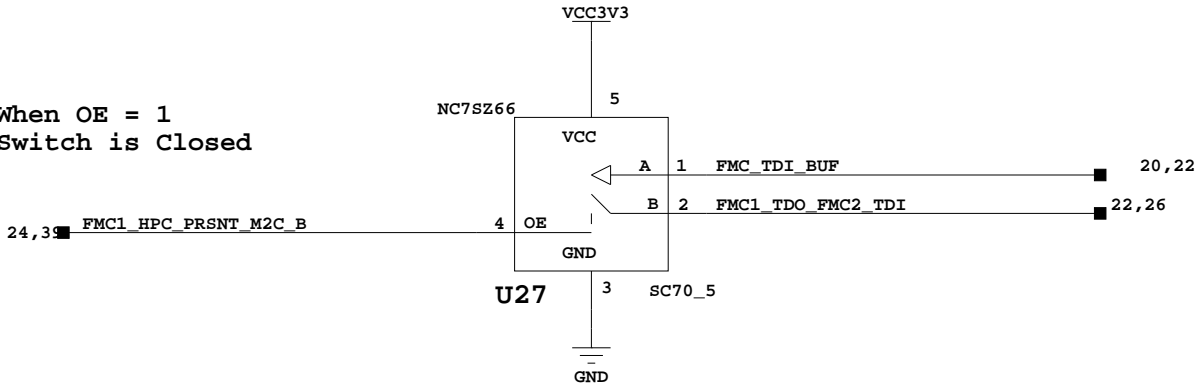 VCC3V3
5
NC7SZ66
When OE = 1
Switch is Closed
VCC
A 1 FMC_TDI_BUF 20,22
B 2 FMC1_TDO_FMC2_TDI 22,26
24,39 FMC1_HPC_PRSNT_M2C_B 4 OE
GND
U27 3 SC70_5
GND